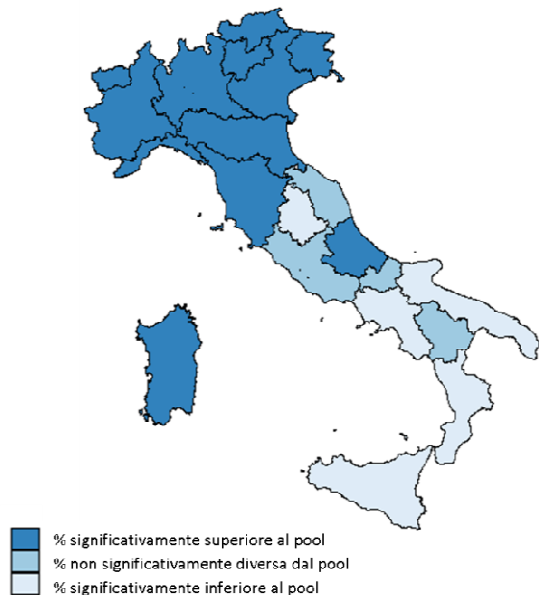 % significativamente superiore al pool
% non significativamente diversa dal pool
% significativamente inferiore al pool